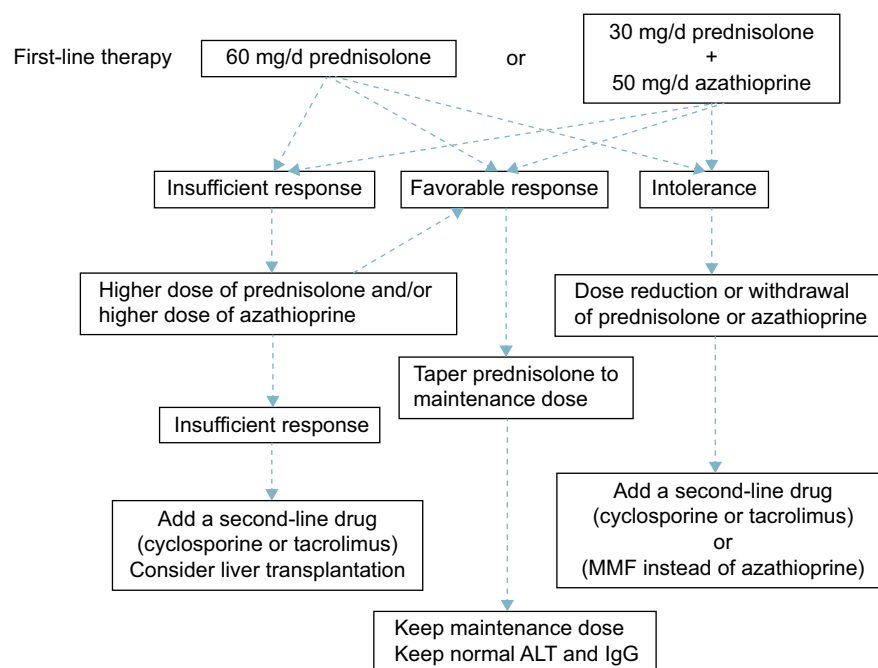 First-line therapy
60 mg/d prednisolone
or
30 mg/d prednisolone
+
50 mg/d azathioprine
Insufficient response
Favorable response
Intolerance
Higher dose of prednisolone and/or
higher dose of azathioprine
Dose reduction or withdrawal
of prednisolone or azathioprine
Taper prednisolone to
maintenance dose
Insufficient response
Add a second-line drug
(cyclosporine or tacrolimus)
Consider liver transplantation
Add a second-line drug
(cyclosporine or tacrolimus)
or
(MMF instead of azathioprine)
Keep maintenance dose
Keep normal ALT and IgG